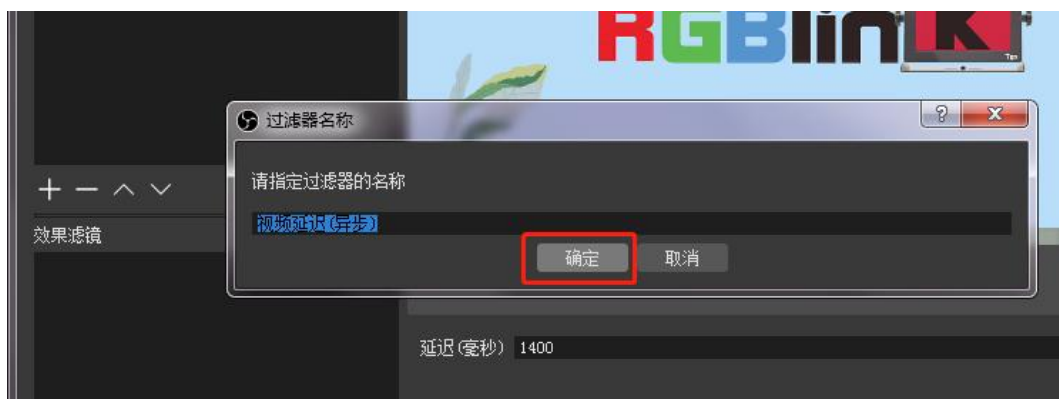 RGBlink
过滤器名称
请指定过滤器的名称
视频延迟(异步)
效果滤镜
确定 取消
延迟(毫秒) 1400